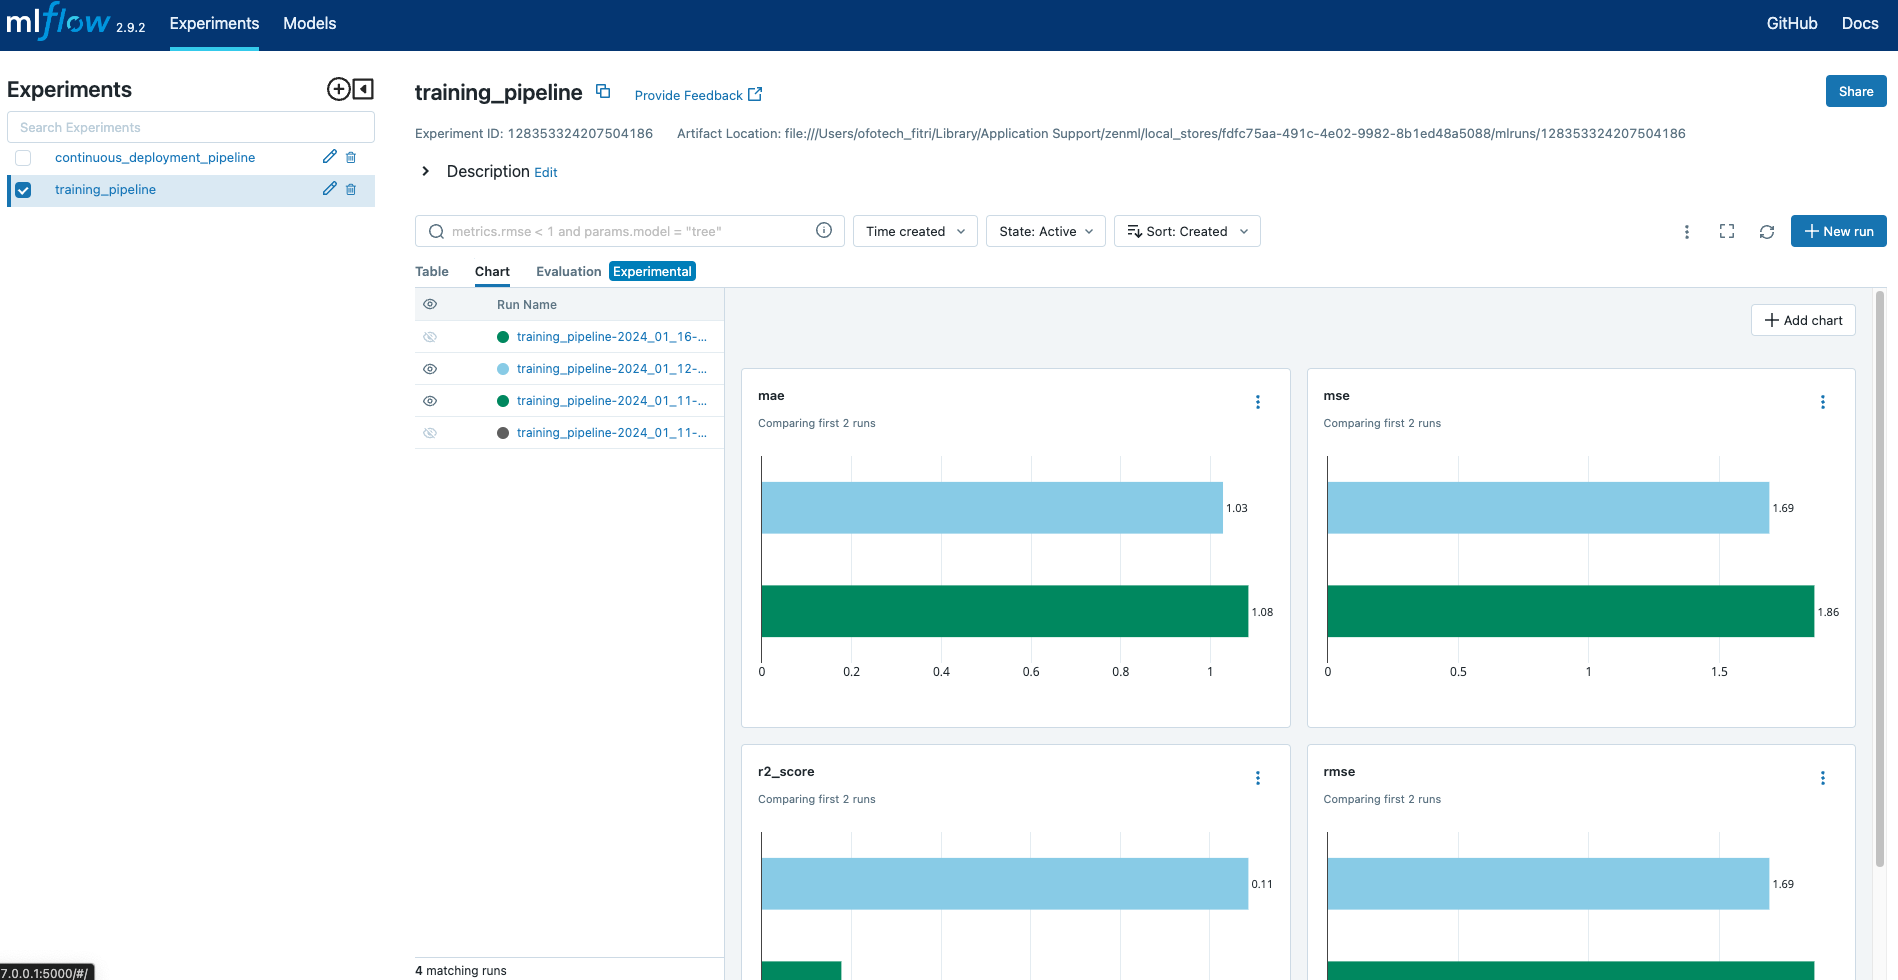 mlflow 2.9.2 Experiments Models GitHub Docs
Experiments
Search Experiments
continuous_deployment_pipeline
training_pipeline
training_pipeline Provide Feedback Share
Experiment ID: 128353324207504186 Artifact Location: file:///Users/ofotech_fitri/Library/Application Support/zenml/local_stores/fdfc75aa-491c-4e02-9982-8b1ed48a5088/mlruns/128353324207504186
Description Edit
metrics.rmse < 1 and params.model = "tree" Time created State: Active Sort: Created New run
Table Chart Evaluation Experimental
Run Name
training_pipeline-2024_01_16-...
training_pipeline-2024_01_12-...
training_pipeline-2024_01_11-...
training_pipeline-2024_01_11-...
4 matching runs
Add chart
mae
Comparing first 2 runs
1.03
1.08
0 0.2 0.4 0.6 0.8 1
mse
Comparing first 2 runs
1.69
1.86
0 0.5 1 1.5
r2_score
Comparing first 2 runs
0.11
rmse
Comparing first 2 runs
1.69
7.0.0.1:5000/#/